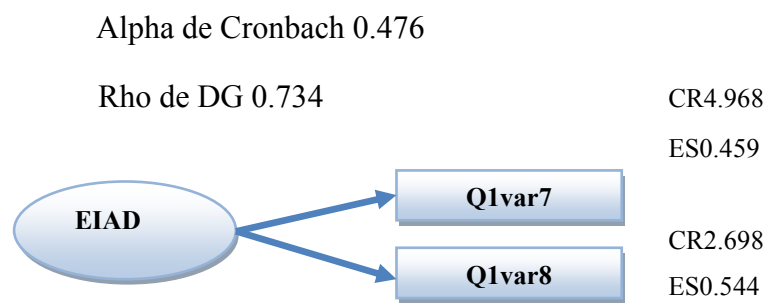 Alpha de Cronbach 0.476
Rho de DG 0.734
CR4.968
ES0.459
Q1var7
EIAD
CR2.698
Q1var8
ES0.544